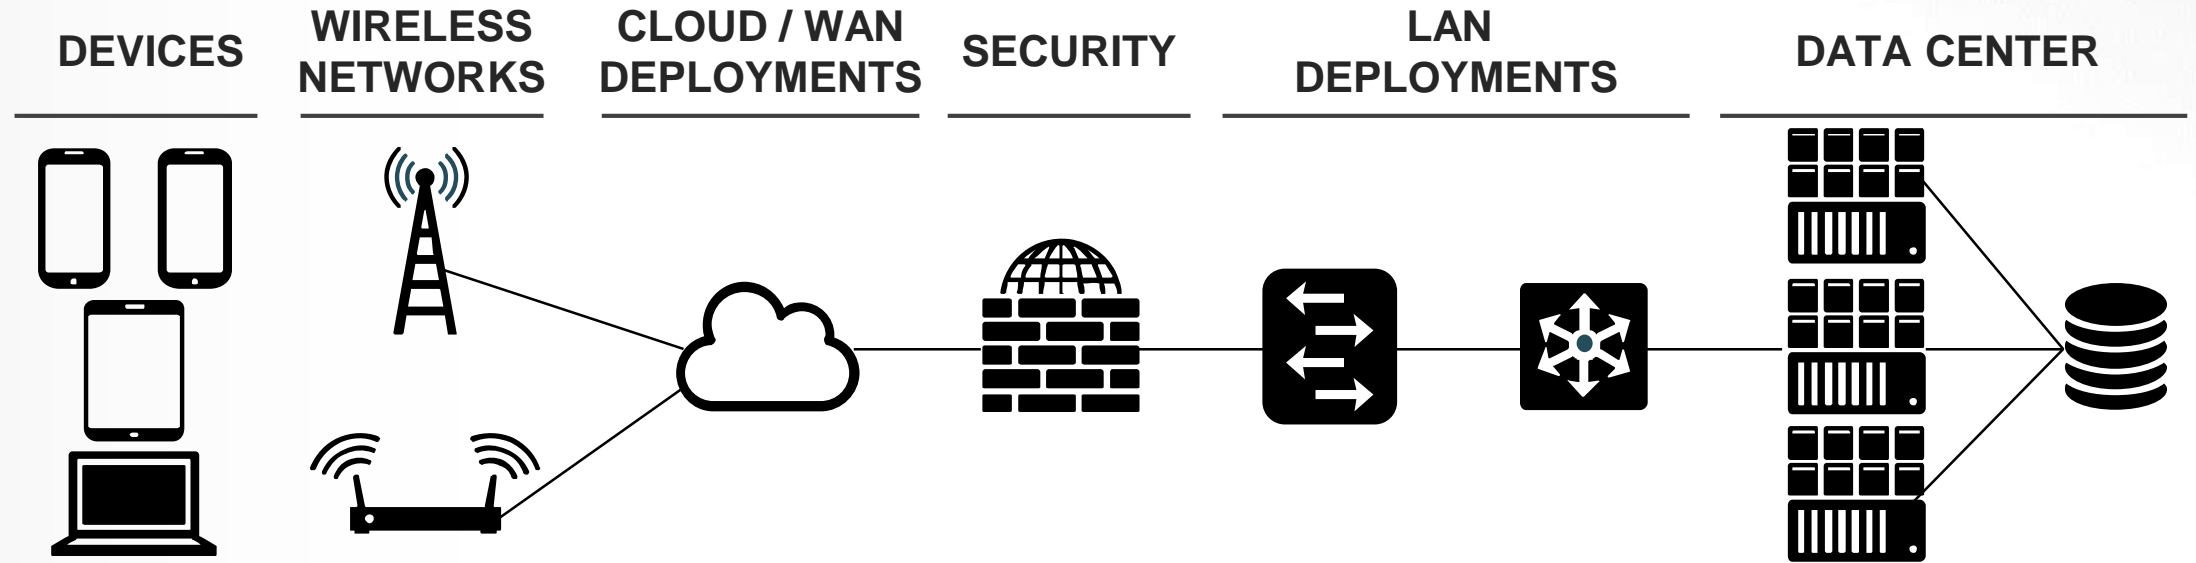 DEVICES
WIRELESS
NETWORKS
CLOUD / WAN
DEPLOYMENTS
SECURITY
LAN
DEPLOYMENTS
DATA CENTER